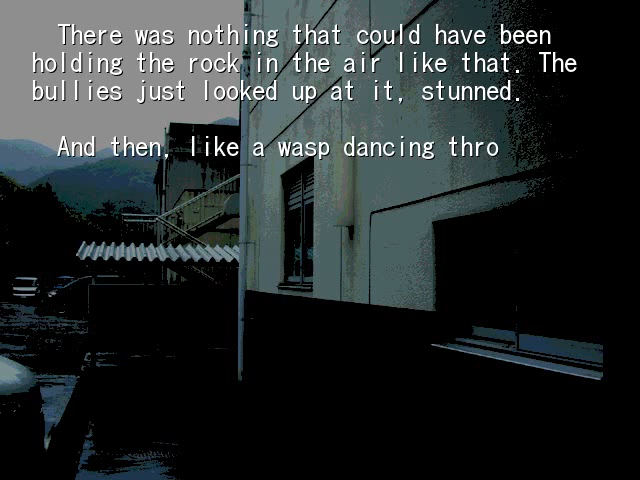 There was nothing that could have been
holding the rock in the air like that. The
bullies just looked up at it, stunned.
And then, like a wasp dancing thro